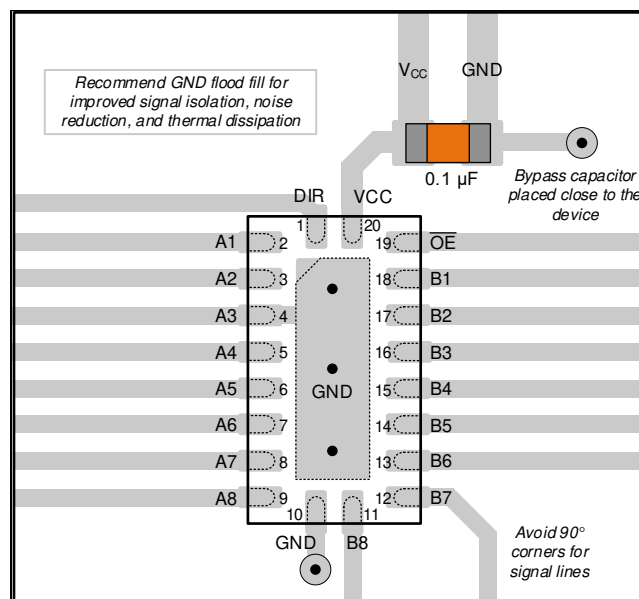 Recommend GND flood fill for
improved signal isolation, noise
reduction, and thermal dissipation
VCC GND
0.1 µF
Bypass capacitor
placed close to the
device
DIR VCC
1 20
A1 2 19 OE
A2 3 18 B1
A3 4 17 B2
A4 5 16 B3
A5 6 15 B4
GND
A6 7 14 B5
A7 8 13 B6
A8 9 12 B7
10 11
GND B8
Avoid 90°
corners for
signal lines